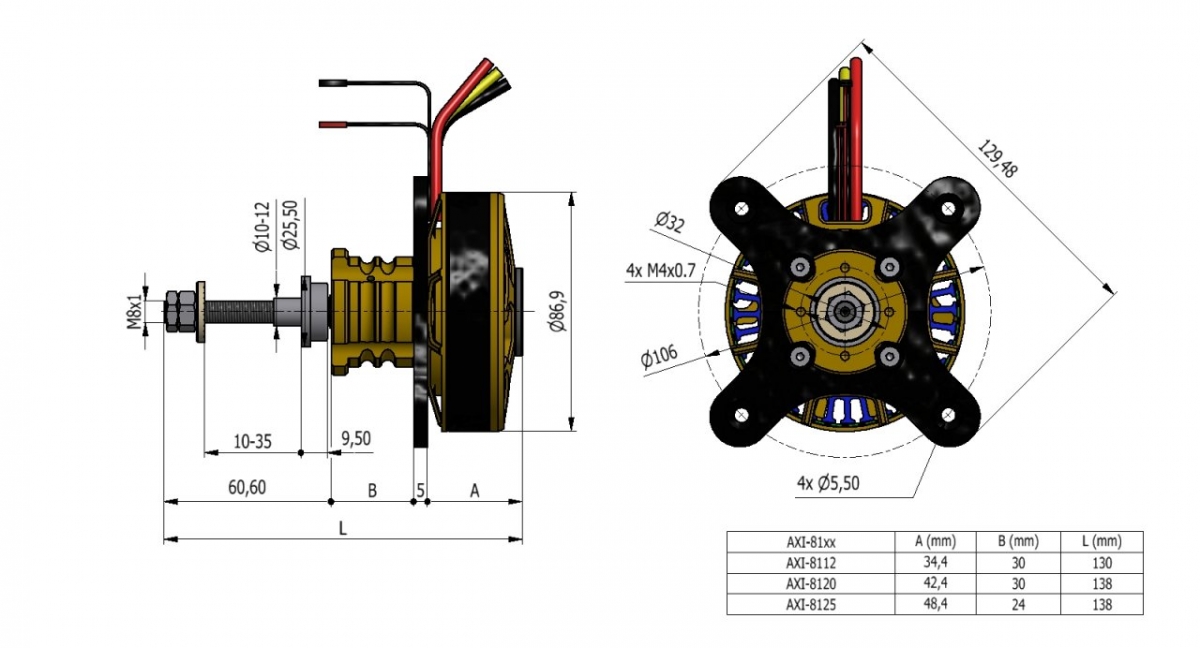 M8x1
Ø10-12
Ø25,50
Ø86,9
10-35
9,50
60,60
B
5
A
L
129,48
Ø32
4x M4x0.7
Ø106
4x Ø5,50
AXI-81xx A (mm) B (mm) L (mm)
AXI-8112 34,4 30 130
AXI-8120 42,4 30 138
AXI-8125 48,4 24 138